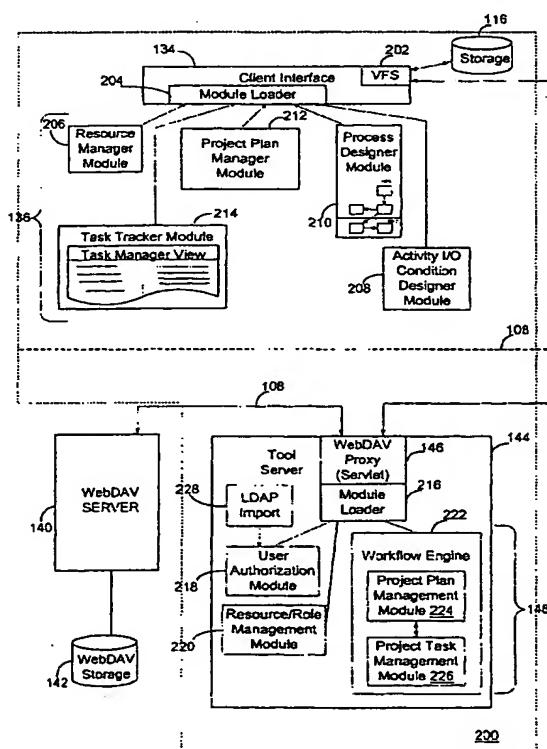 116
134
202
Storage
Client Interface
VFS
204
Module Loader
206
Resource
Manager
Module
212
Project Plan
Manager
Module
Process
Designer
Module
210
136
214
Task Tracker Module
Task Manager View
208
Activity I/O
Condition
Designer
Module
108
108
144
WebDAV
SERVER
140
Tool
Server
WebDAV
Proxy
(Servlet)
146
228
LDAP
Import
Module
Loader
216
222
User
Authorization
Module
218
Workflow Engine
Project Plan
Management
Module 224
148
Resource/Role
Management
Module
220
Project Task
Management
Module 226
142
WebDAV
Storage
200